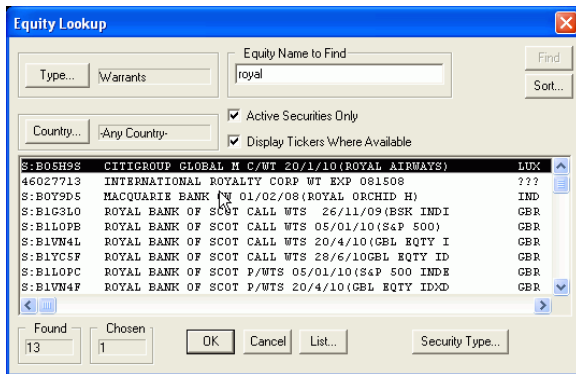 Equity Lookup
Type... Warrants
Equity Name to Find
royal
Find
Sort...
Country... -Any Country-
Active Securities Only
Display Tickers Where Available
S:B05H9S CITIGROUP GLOBAL M C/WT 20/1/10(ROYAL AIRWAYS) LUX
46027713 INTERNATIONAL ROYALTY CORP WT EXP 081508 ???
S:B0Y9D5 MACQUARIE BANK 01/02/08(ROYAL ORCHID H) IND
S:B1G3L0 ROYAL BANK OF SCOT CALL WTS 26/11/09(BSK INDI GBR
S:B1L0PB ROYAL BANK OF SCOT CALL WTS 05/01/10(S&P 500) GBR
S:B1VN4L ROYAL BANK OF SCOT CALL WTS 20/4/10(GBL EQTY I GBR
S:B1YC5F ROYAL BANK OF SCOT CALL WTS 28/6/10GBL EQTY ID GBR
S:B1L0PC ROYAL BANK OF SCOT P/WTS 05/01/10(S&P 500 INDE GBR
S:B1VN4F ROYAL BANK OF SCOT P/WTS 20/4/10(GBL EQTY IDXD GBR
Found
13
Chosen
1
OK
Cancel
List...
Security Type...